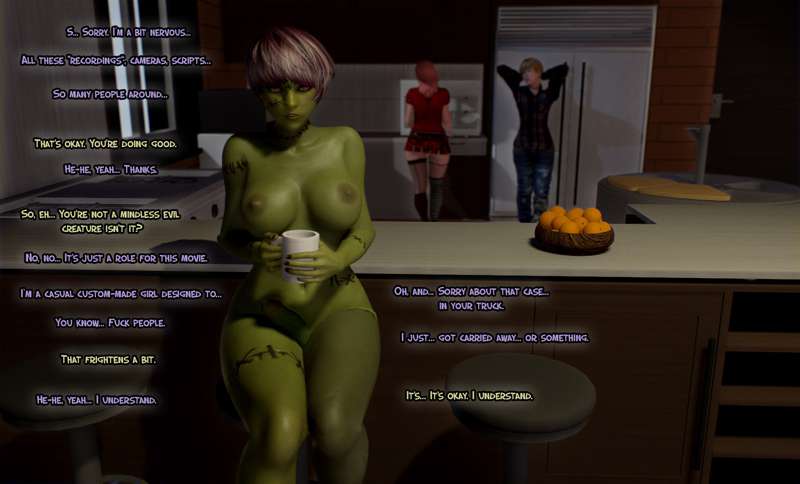 S... Sorry. I'm a bit nervous...
All these "recordings", cameras, scripts...
So many people around...
That's okay. You're doing good.
He-he, yeah... Thanks.
So, eh... You're not a mindless evil
creature isn't it?
No, no... It's just a role for this movie.
I'm a casual custom-made girl designed to...
You know... Fuck people.
That frightens a bit.
He-he, yeah... I understand.
Oh, and... Sorry about that case...
in your truck.
I just... got carried away... or something.
It's... It's okay. I understand.